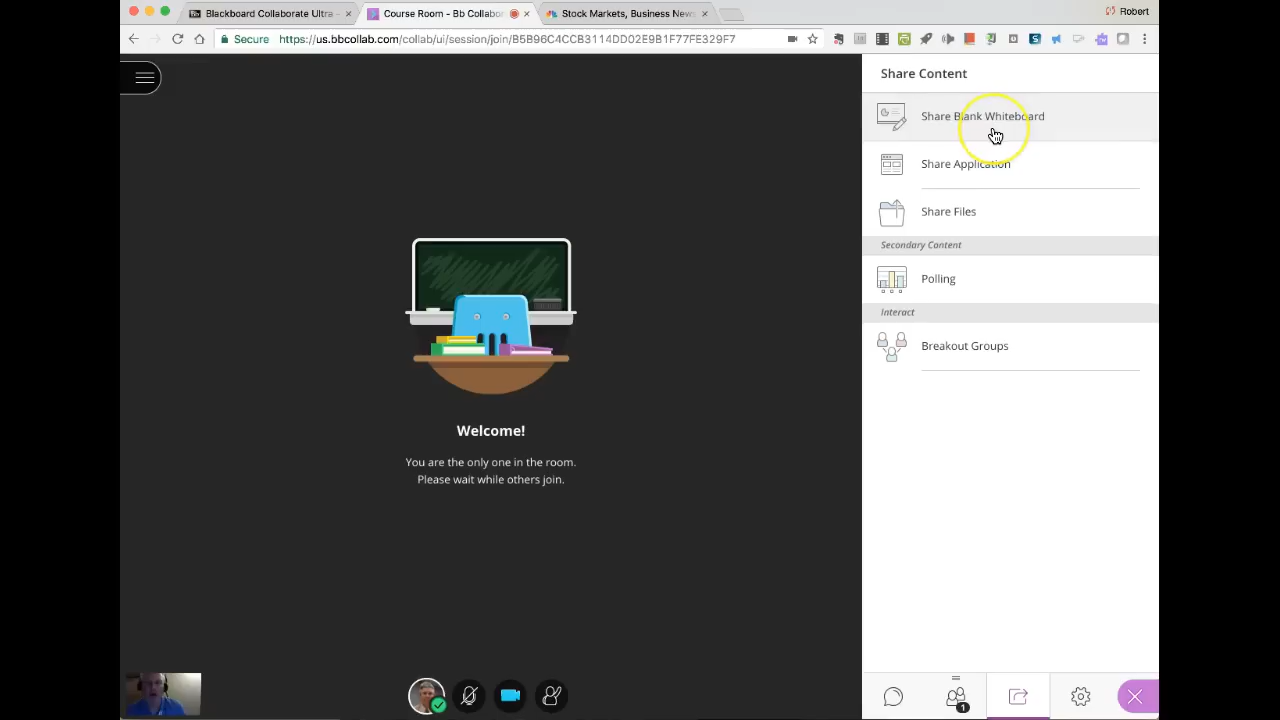 Blackboard Collaborate Ultra -
Course Room - Bb Collabor
Stock Markets, Business News
Robert
Secure
https://us.bbcollab.com/collab/ui/session/join/B5B96C4CCB3114DD02E9B1F77FE329F7
Share Content
Share Blank Whiteboard
Share Application
Share Files
Secondary Content
Polling
Interact
Breakout Groups
Welcome!
You are the only one in the room.
Please wait while others join.
1